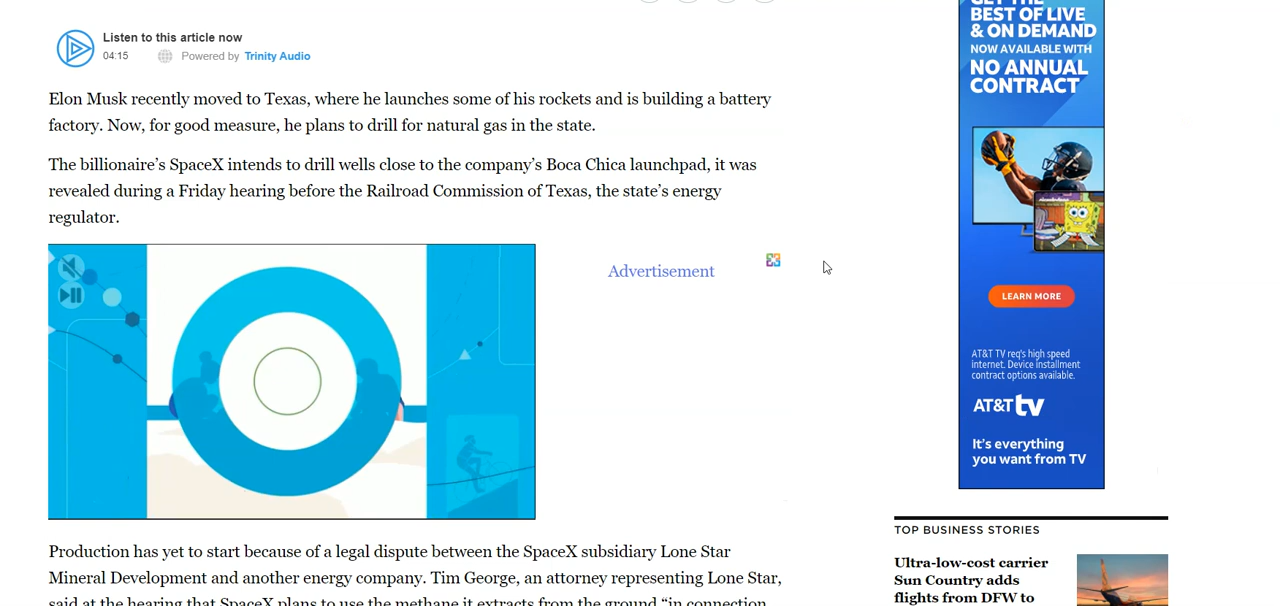 Listen to this article now
04:15 Powered by Trinity Audio
Elon Musk recently moved to Texas, where he launches some of his rockets and is building a battery
factory. Now, for good measure, he plans to drill for natural gas in the state.
The billionaire’s SpaceX intends to drill wells close to the company’s Boca Chica launchpad, it was
revealed during a Friday hearing before the Railroad Commission of Texas, the state’s energy
regulator.
Advertisement
Production has yet to start because of a legal dispute between the SpaceX subsidiary Lone Star
Mineral Development and another energy company. Tim George, an attorney representing Lone Star,
said at the hearing that SpaceX plans to use the methane it extracts from the ground “in connection
GET THE
BEST OF LIVE
& ON DEMAND
NOW AVAILABLE WITH
NO ANNUAL
CONTRACT
LEARN MORE
AT&T TV req's high speed
internet. Device installment
contract options available.
AT&T tv
It's everything
you want from TV
TOP BUSINESS STORIES
Ultra-low-cost carrier
Sun Country adds
flights from DFW to